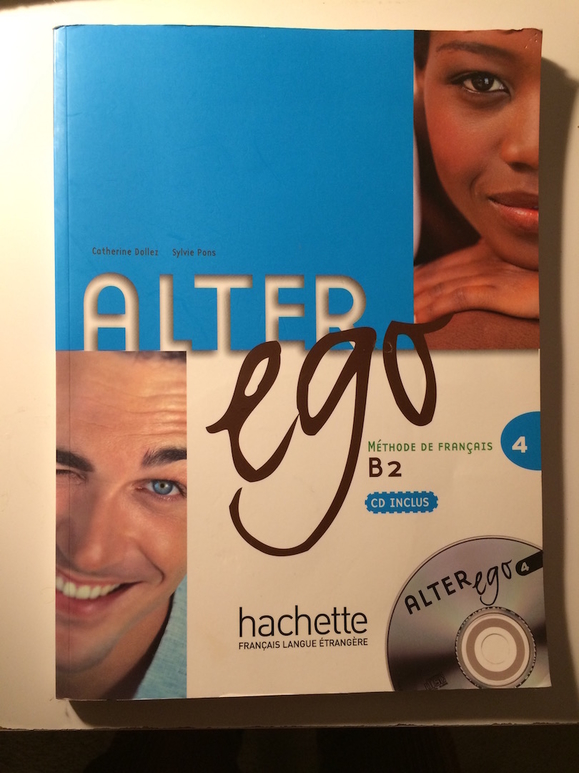 Catherine Dollez Sylvie Pons
ALTER
ego
MÉTHODE DE FRANÇAIS
4
B2
CD INCLUS
ALTER ego 4
hachette
FRANÇAIS LANGUE ÉTRANGÈRE